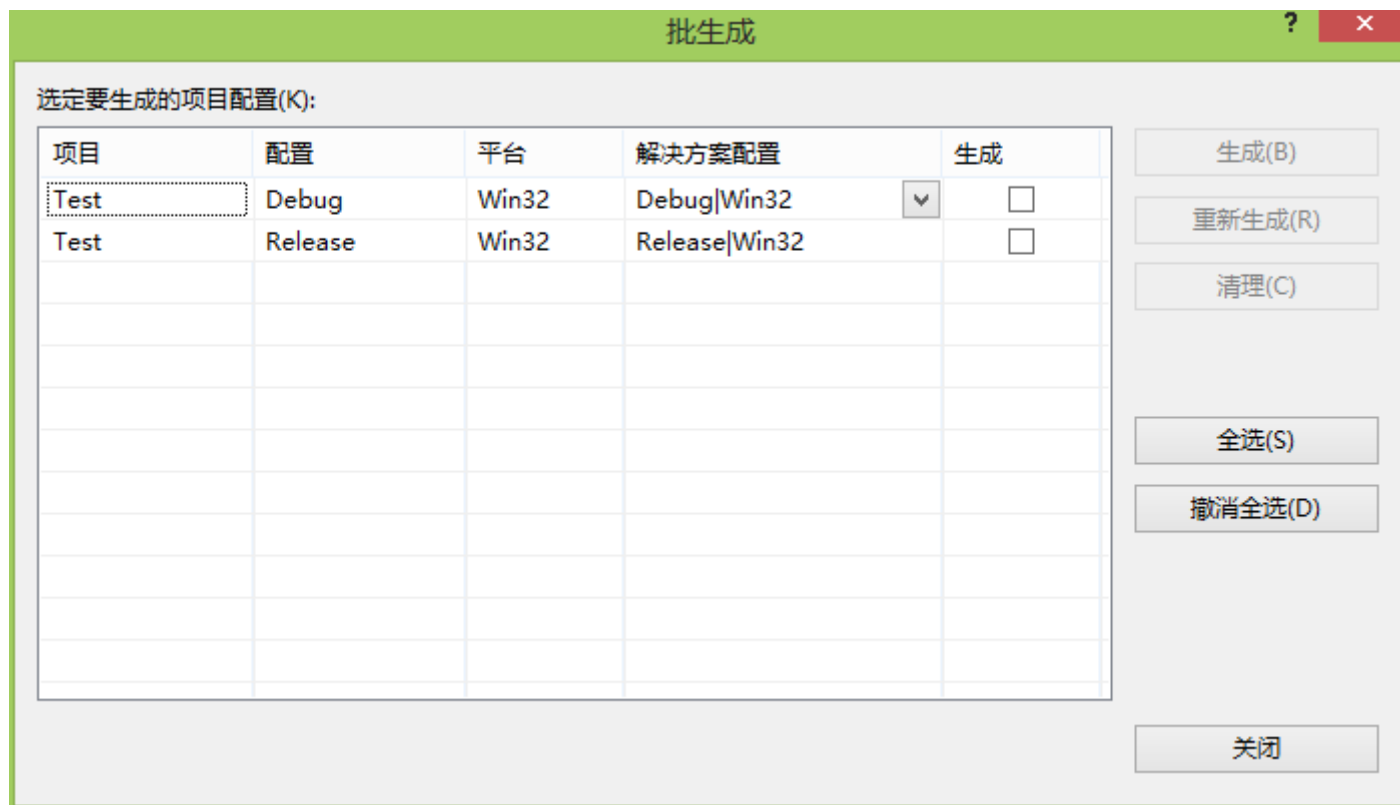 批生成
?
选定要生成的项目配置(K):
项目 配置 平台 解决方案配置 生成
Test Debug Win32 Debug|Win32
Test Release Win32 Release|Win32
生成(B)
重新生成(R)
清理(C)
全选(S)
撤消全选(D)
关闭